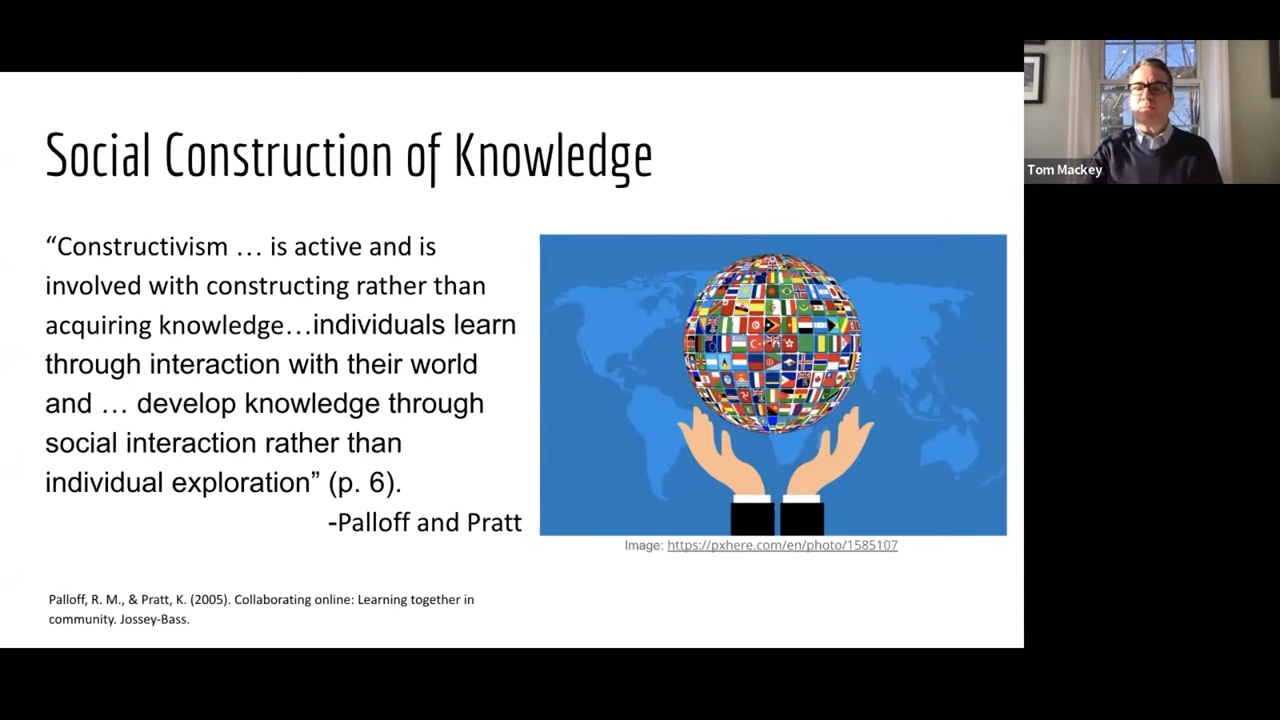 Social Construction of Knowledge
“Constructivism … is active and is
involved with constructing rather than
acquiring knowledge…individuals learn
through interaction with their world
and … develop knowledge through
social interaction rather than
individual exploration” (p. 6).
-Palloff and Pratt
Image: https://pxhere.com/en/photo/1585107
Palloff, R. M., & Pratt, K. (2005). Collaborating online: Learning together in
community. Jossey-Bass.
Tom Mackey